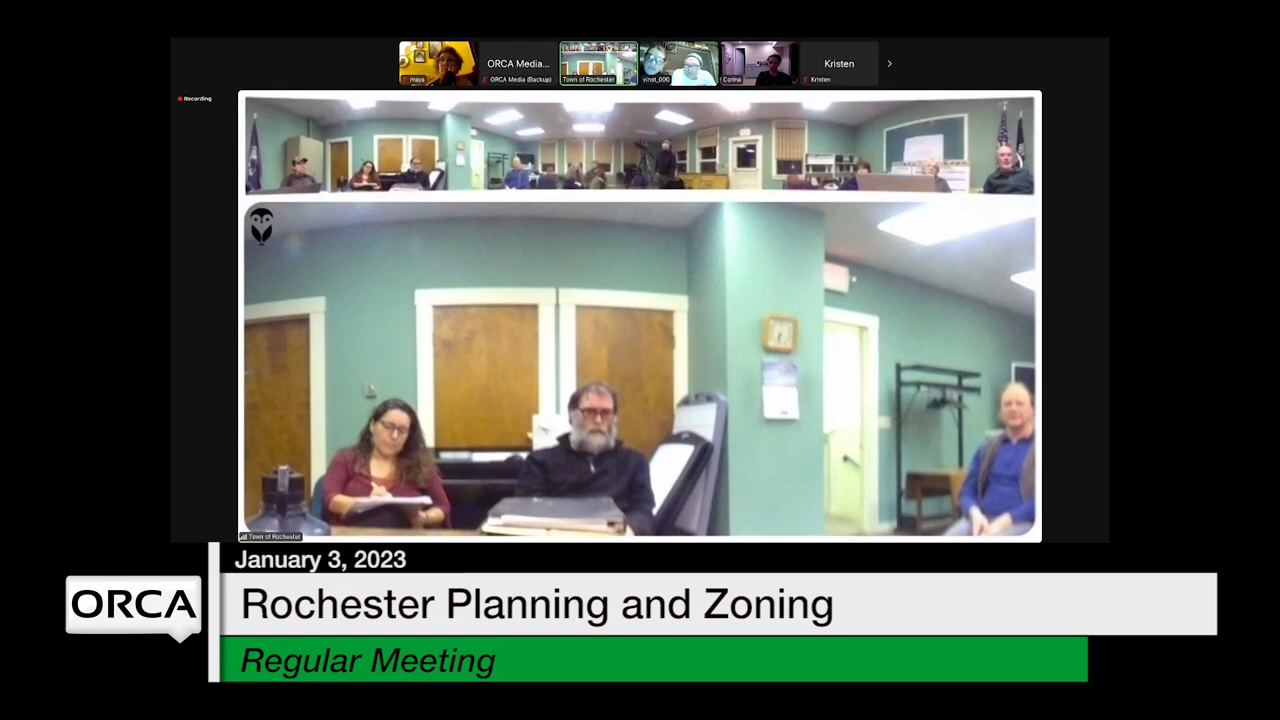 maya
ORCA Media...
ORCA Media (Backup)
Town of Rochester
vinst_000
Corina
Kristen
Kristen
Recording
Town of Rochester
January 3, 2023
ORCA
Rochester Planning and Zoning
Regular Meeting